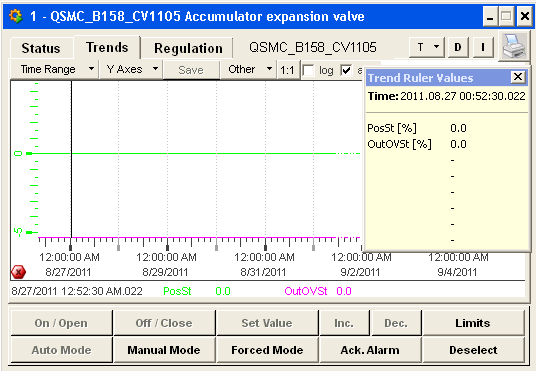 1 - QSMC_B158_CV1105 Accumulator expansion valve
Status Trends Regulation QSMC_B158_CV1105 T D I
Time Range Y Axes Save Other 1:1 log
Trend Ruler Values
Time: 2011.08.27 00:52:30.022
PosSt [%] 0.0
OutOVSt [%] 0.0
-
-
-
-
-
-
0
-5
12:00:00 AM 12:00:00 AM 12:00:00 AM 12:00:00 AM 12:00:00 AM
8/27/2011 8/29/2011 8/31/2011 9/2/2011 9/4/2011
8/27/2011 12:52:30 AM.022 PosSt 0.0 OutOVSt 0.0
On / Open Off / Close Set Value Inc. Dec. Limits
Auto Mode Manual Mode Forced Mode Ack. Alarm Deselect